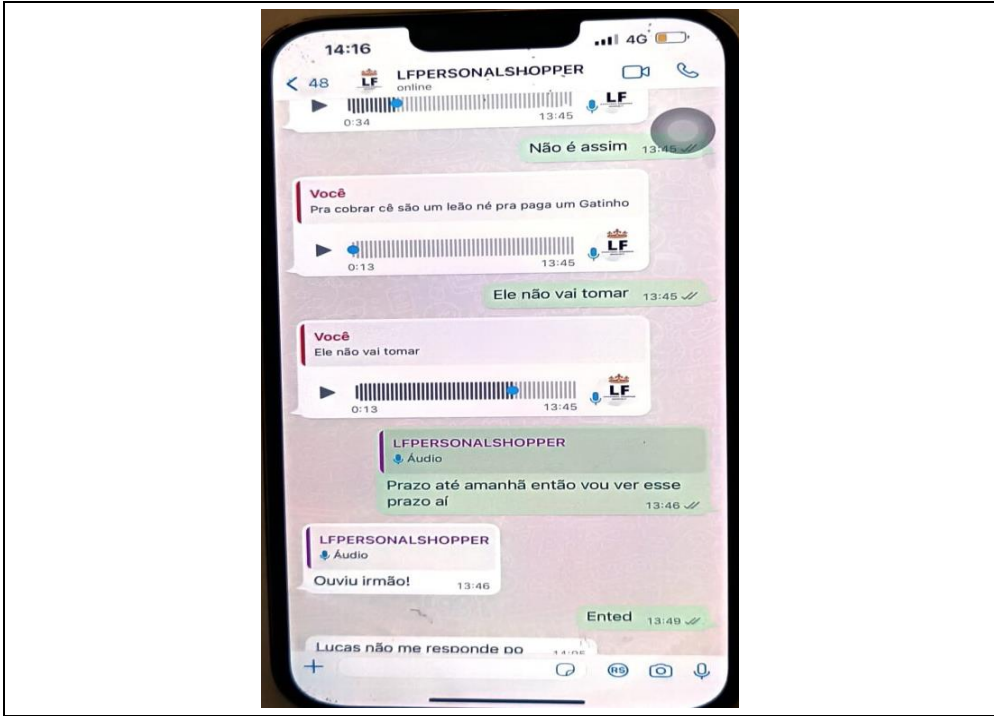 14:16
4G
48
LF
LFPERSONALSHOPPER
online
0:34
13:45
LF
Não é assim
13:45
Você
Pra cobrar cê são um leão né pra paga um Gatinho
LF
0:13
13:45
Ele não vai tomar
13:45
Você
Ele não vai tomar
LF
0:13
13:45
LFPERSONALSHOPPER
Áudio
Prazo até amanhã então vou ver esse
prazo aí
13:46
LFPERSONALSHOPPER
Áudio
Ouviu irmão!
13:46
Ented
13:49
Lucas não me responde po
R$